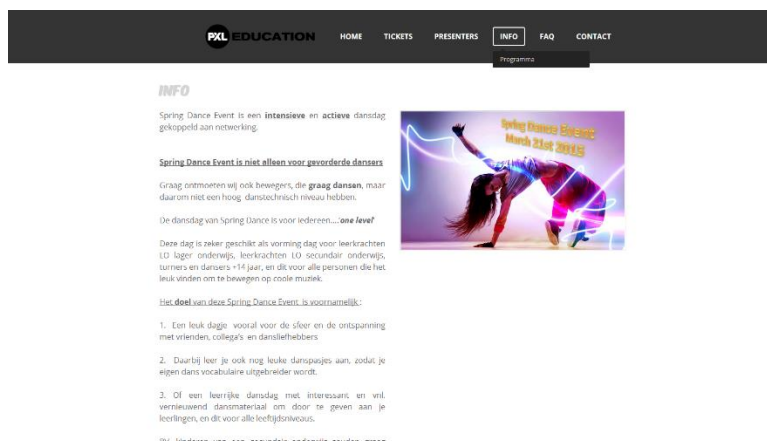 PXL EDUCATION
HOME TICKETS PRESENTERS INFO FAQ CONTACT
Programma
INFO
Spring Dance Event is een intensieve en actieve dansdag
gekoppeld aan netwerking.
Spring Dance Event is niet alleen voor gevorderde dansers
Graag ontmoeten wij ook bewegers, die graag dansen, maar
daarom niet een hoog danstechnisch niveau hebben.
De dansdag van Spring Dance is voor iedereen....'one level'
Deze dag is zeker geschikt als vorming dag voor leerkrachten
LO lager onderwijs, leerkrachten LO secundair onderwijs,
turners en dansers +14 jaar, en dit voor alle personen die het
leuk vinden om te bewegen op coole muziek.
Het doel van deze Spring Dance Event is voornamelijk :
1. Een leuk dagje vooral voor de sfeer en de ontspanning
met vrienden, collega's en dansliefhebbers
2. Daarbij leer je ook nog leuke danspasjes aan, zodat je
eigen dans vocabulaire uitgebreider wordt.
3. Of een leerrijke dansdag met interessant en vnl.
vernieuwend dansmateriaal om door te geven aan je
leerlingen, en dit voor alle leeftijdsniveaus.
Spring Dance Event
March 21st 2015